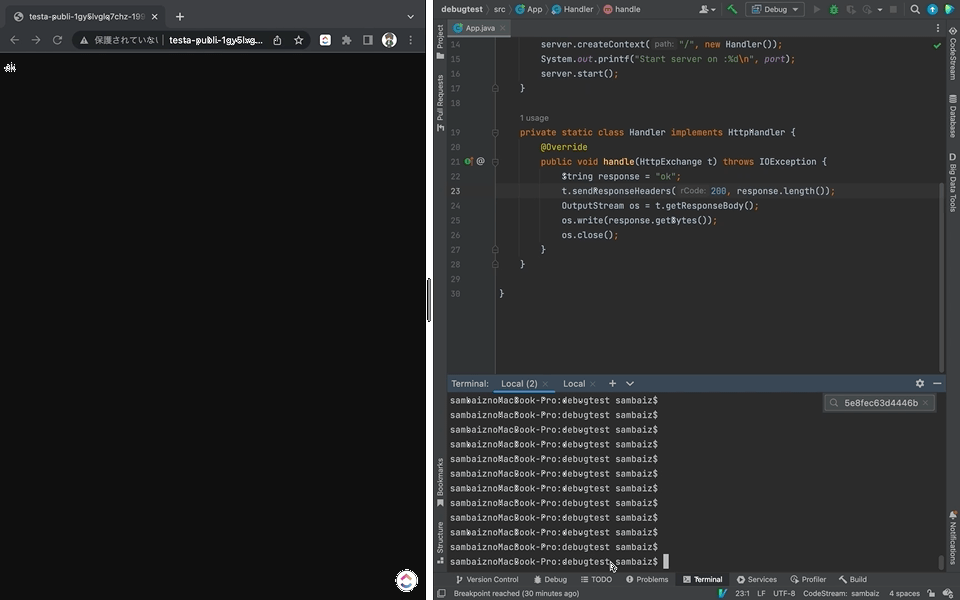 testa-publi-1gy5lvglq7chz-199
保護されていない
testa-publi-1gy5lvg...
debugtest
src
App
Handler
handle
Debug
App.java
Project
Pull Requests
Bookmarks
Structure
14 server.createContext( path: "/", new Handler());
15 System.out.printf("Start server on :%d\n", port);
16 server.start();
17 }
18
1 usage
19 private static class Handler implements HttpHandler {
20 @Override
21 @ public void handle(HttpExchange t) throws IOException {
22 String response = "ok";
23 t.sendResponseHeaders( rCode: 200, response.length());
24 OutputStream os = t.getResponseBody();
25 os.write(response.getBytes());
26 os.close();
27 }
28 }
29
30 }
CodeStream
Database
Big Data Tools
Notifications
Terminal: Local (2) Local
5e8fec63d4446b
sambaiznoMacBook-Pro:debugtest sambaiz$
sambaiznoMacBook-Pro:debugtest sambaiz$
sambaiznoMacBook-Pro:debugtest sambaiz$
sambaiznoMacBook-Pro:debugtest sambaiz$
sambaiznoMacBook-Pro:debugtest sambaiz$
sambaiznoMacBook-Pro:debugtest sambaiz$
sambaiznoMacBook-Pro:debugtest sambaiz$
sambaiznoMacBook-Pro:debugtest sambaiz$
sambaiznoMacBook-Pro:debugtest sambaiz$
sambaiznoMacBook-Pro:debugtest sambaiz$
sambaiznoMacBook-Pro:debugtest sambaiz$
sambaiznoMacBook-Pro:debugtest sambaiz$
Version Control Debug TODO Problems Terminal Services Profiler Build
Breakpoint reached (30 minutes ago) 23:1 LF UTF-8 CodeStream: sambaiz 4 spaces